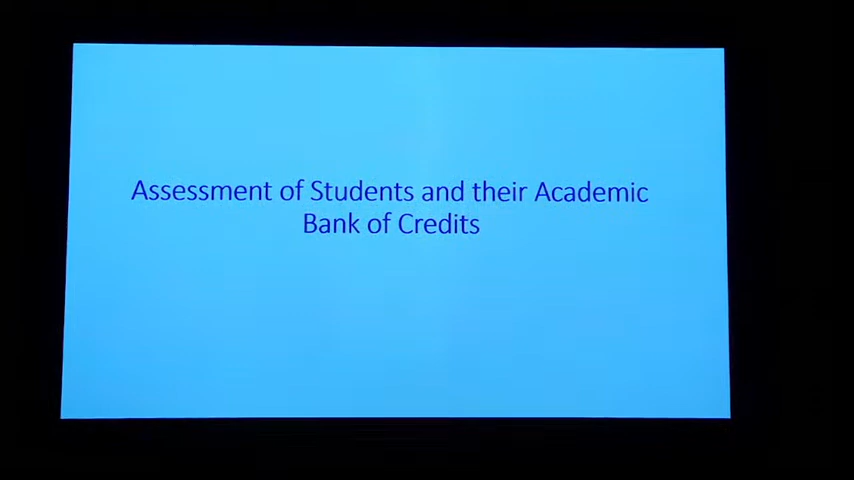 Assessment of Students and their Academic
Bank of Credits